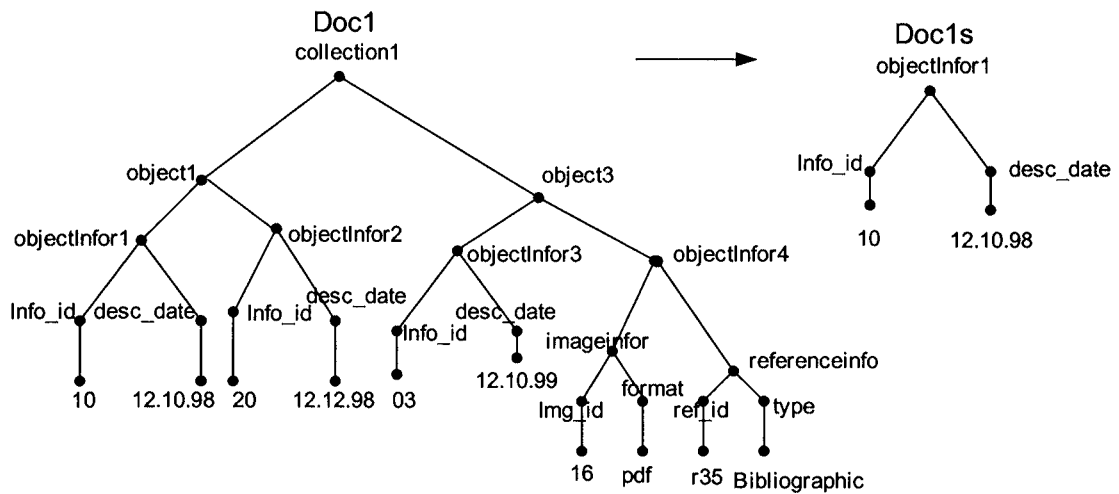 Doc1
collection1
Doc1s
objectInfor1
Info_id
desc_date
10
12.10.98
object1
object3
objectInfor1
objectInfor2
objectInfor3
objectInfor4
Info_id
desc_date
Info_id
desc_date
Info_id
desc_date
imageinfor
referenceinfo
10
12.10.98
20
12.12.98
03
12.10.99
Img_id
format
ref_id
type
16
pdf
r35
Bibliographic